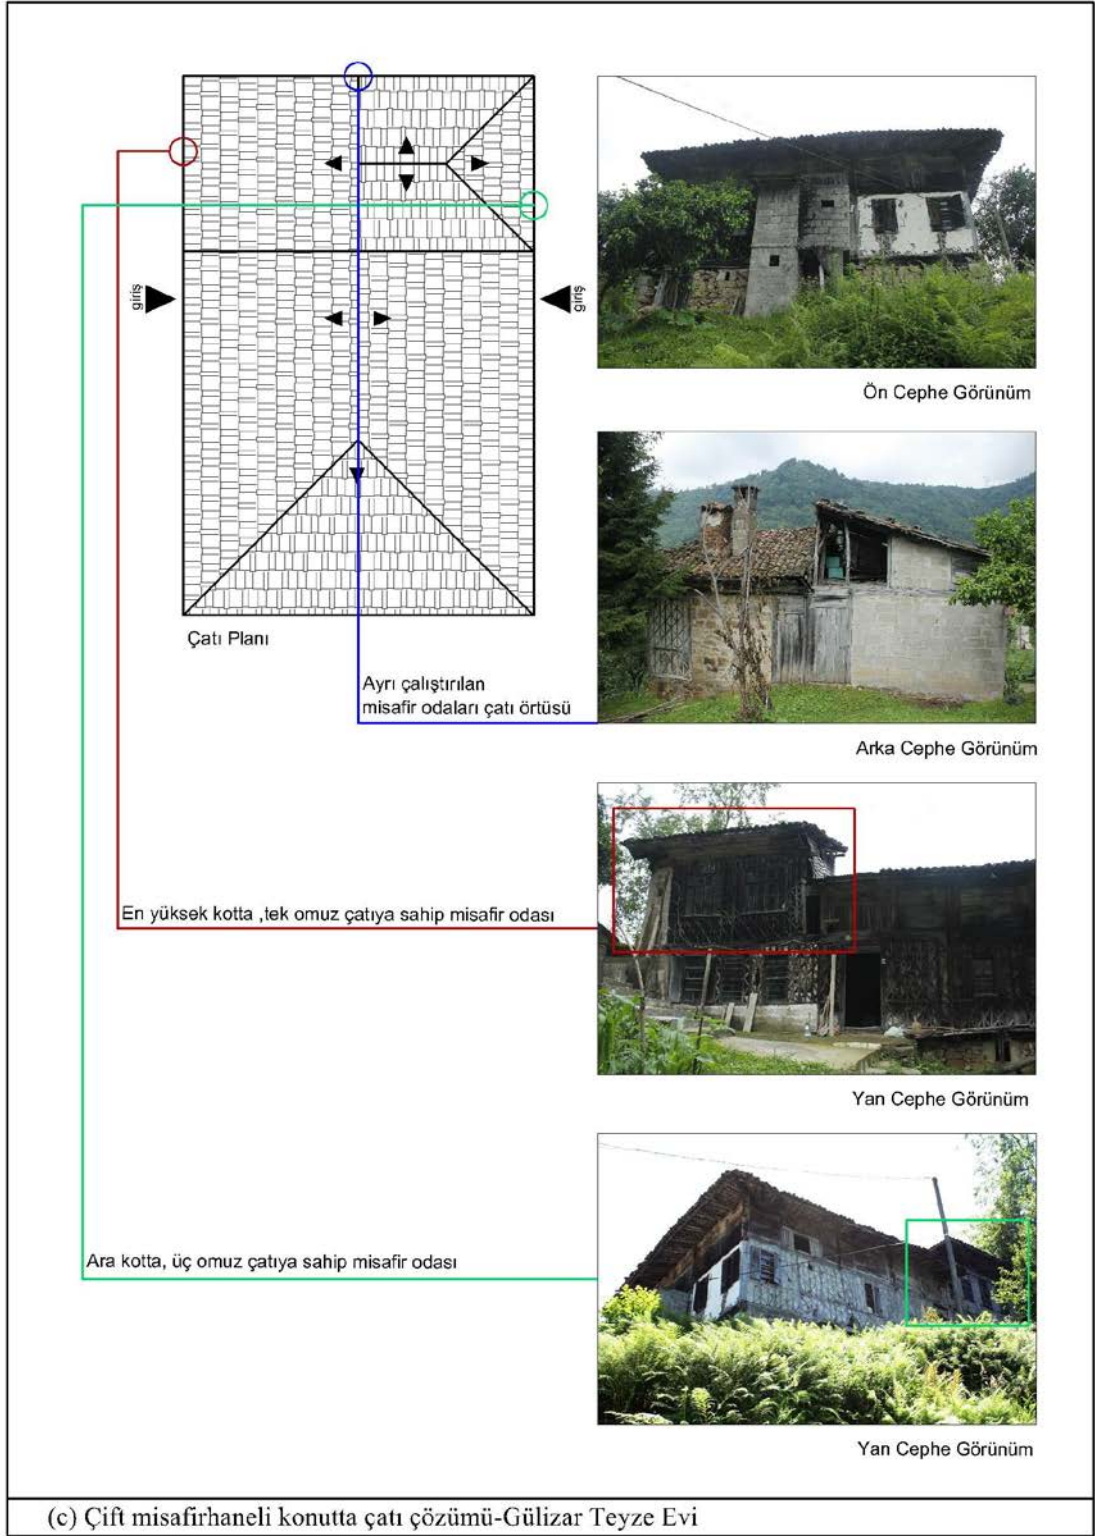 giriş
giriş
Ön Cephe Görünüm
Çatı Planı
Ayrı çalıştırılan
misafir odaları çatı örtüsü
Arka Cephe Görünüm
En yüksek kotta ,tek omuz çatıya sahip misafir odası
Yan Cephe Görünüm
Ara kotta, üç omuz çatıya sahip misafir odası
Yan Cephe Görünüm
(c) Çift misafirhaneli konutta çatı çözümü-Gülizar Teyze Evi